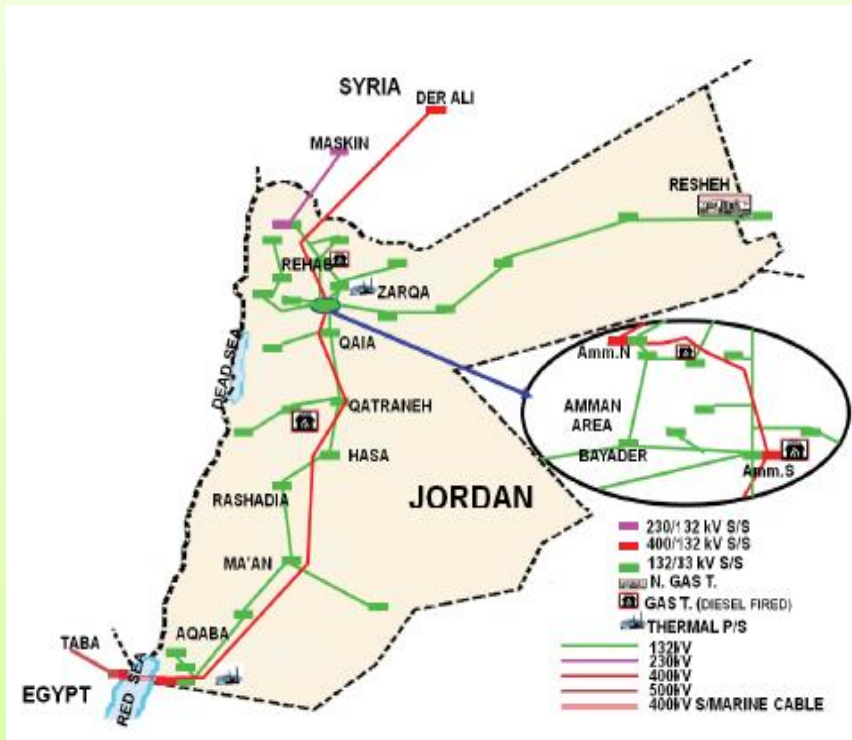 SYRIA
DER ALI
MASKIN
RESHEH
REHAB
ZARQA
DEAD SEA
QAIA
Amm.N
AMMAN
AREA
BAYADER
Amm.S
QATRANEH
HASA
RASHADIA
JORDAN
MA'AN
AQABA
TABA
EGYPT
RED SEA
230/132 kV S/S
400/132 kV S/S
132/33 kV S/S
N. GAS T.
GAS T. (DIESEL FIRED)
THERMAL P/S
132kV
230kV
400kV
500kV
400kV S/MARINE CABLE